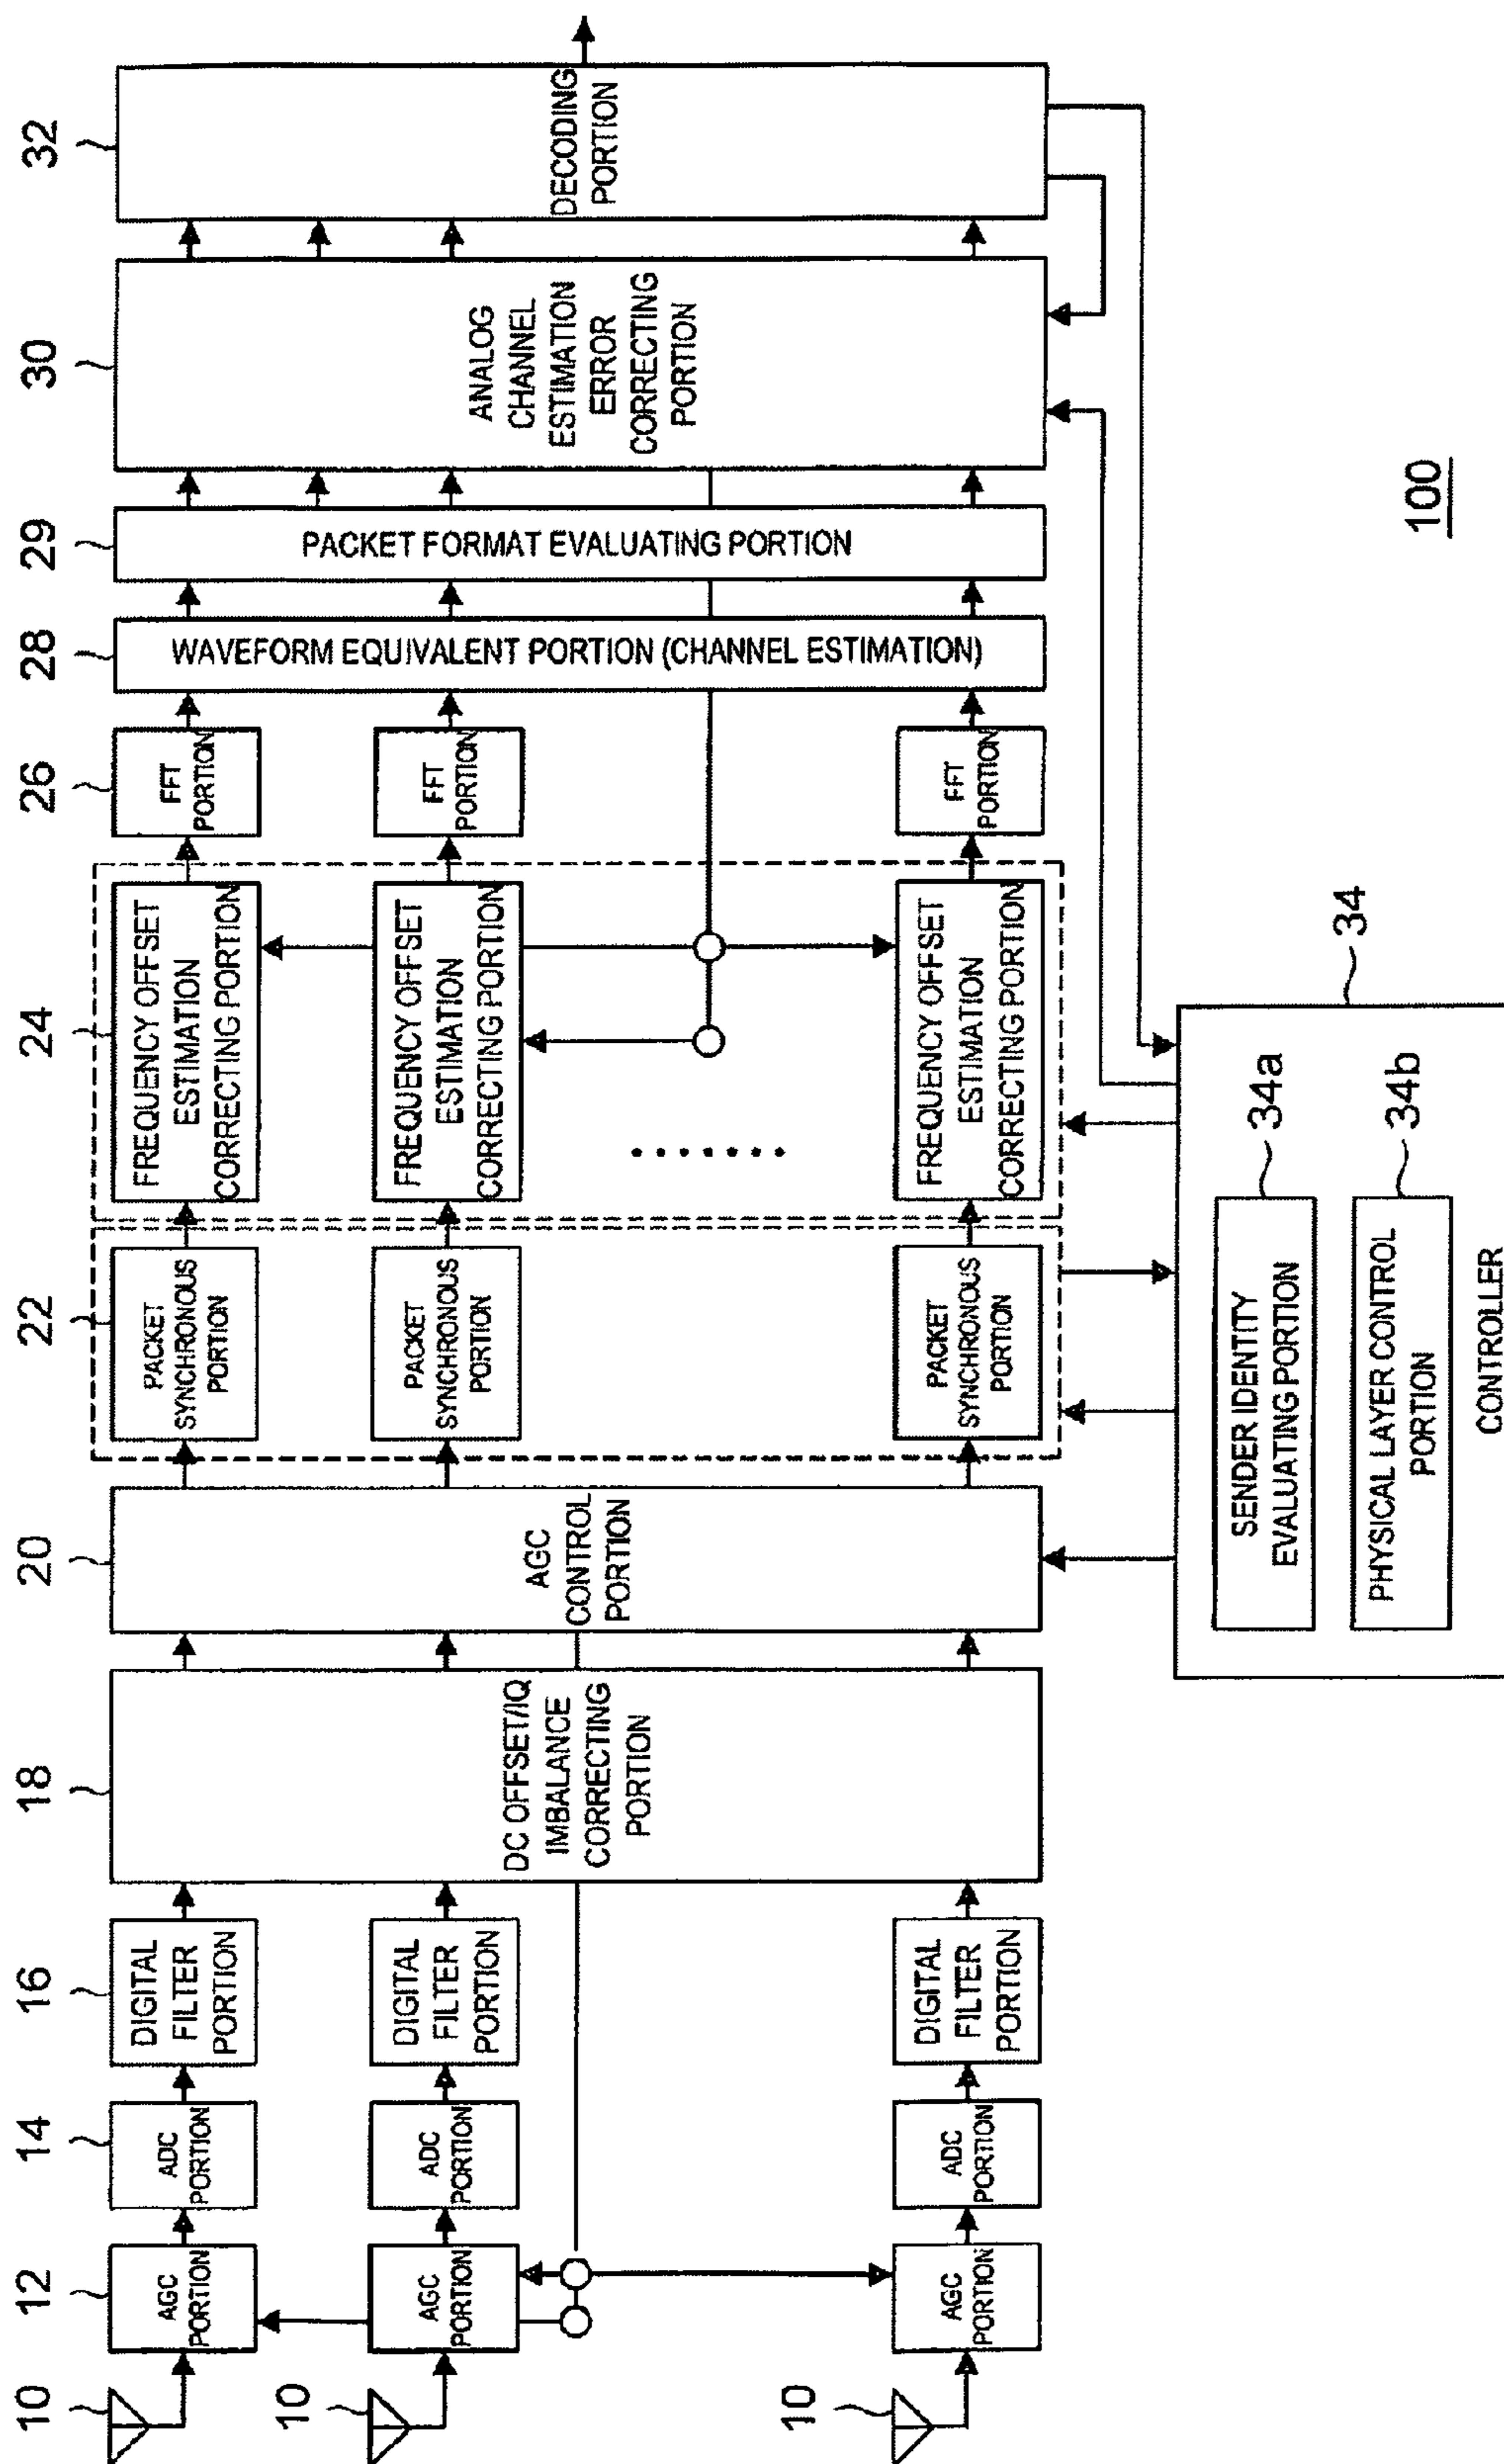 10
12
14
16
18
20
22
24
26
28
29
30
32
AGC
PORTION
ADC
PORTION
DIGITAL
FILTER
PORTION
DC OFFSET/IQ
IMBALANCE
CORRECTING
PORTION
AGC
CONTROL
PORTION
PACKET
SYNCHRONOUS
PORTION
FREQUENCY OFFSET
ESTIMATION
CORRECTING PORTION
FFT
PORTION
WAVEFORM EQUIVALENT PORTION (CHANNEL ESTIMATION)
PACKET FORMAT EVALUATING PORTION
ANALOG
CHANNEL
ESTIMATION
ERROR
CORRECTING
PORTION
DECODING
PORTION
10
AGC
PORTION
ADC
PORTION
DIGITAL
FILTER
PORTION
PACKET
SYNCHRONOUS
PORTION
FREQUENCY OFFSET
ESTIMATION
CORRECTING PORTION
FFT
PORTION
10
AGC
PORTION
ADC
PORTION
DIGITAL
FILTER
PORTION
PACKET
SYNCHRONOUS
PORTION
FREQUENCY OFFSET
ESTIMATION
CORRECTING PORTION
FFT
PORTION
34
SENDER IDENTITY
EVALUATING PORTION
34a
PHYSICAL LAYER CONTROL
PORTION
34b
CONTROLLER
100